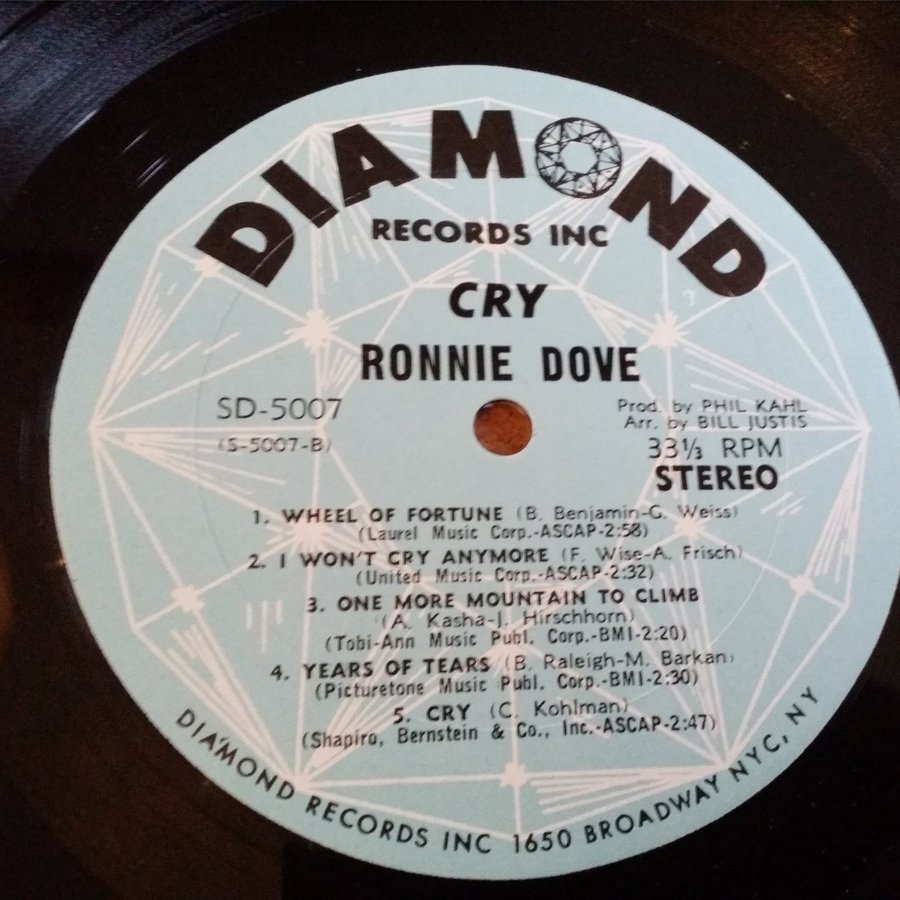 DIAMOND
RECORDS INC
CRY
RONNIE DOVE
SD-5007
(S-5007-B)
Prod. by PHIL KAHL
Arr. by BILL JUSTIS
33⅓ RPM
STEREO
1. WHEEL OF FORTUNE (B. Benjamin-G. Weiss)
(Laurel Music Corp.-ASCAP-2:58)
2. I WON'T CRY ANYMORE (F. Wise-A. Frisch)
(United Music Corp.-ASCAP-2:32)
3. ONE MORE MOUNTAIN TO CLIMB
(A. Kasha-J. Hirschhorn)
(Tobi-Ann Music Publ. Corp.-BMI-2:20)
4. YEARS OF TEARS (B. Raleigh-M. Barkan)
(Picturetone Music Publ. Corp.-BMI-2:30)
5. CRY (C. Kohlman)
(Shapiro, Bernstein & Co., Inc.-ASCAP-2:47)
DIAMOND RECORDS INC 1650 BROADWAY NYC, NY